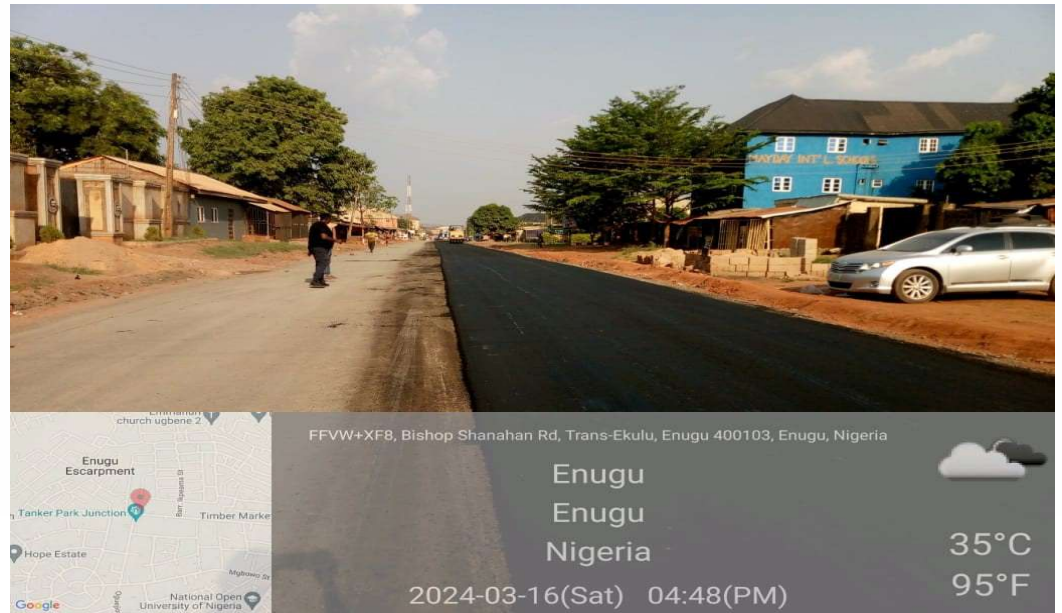 MAYDAY INT'L. SCHOOLS
church ugbene 2
Enugu
Escarpment
Tanker Park Junction
Timber Marke
Hope Estate
National Open
University of Nigeria
Google
FFVW+XF8, Bishop Shanahan Rd, Trans-Ekulu, Enugu 400103, Enugu, Nigeria
Enugu
Enugu
Nigeria
2024-03-16(Sat) 04:48(PM)
35°C
95°F